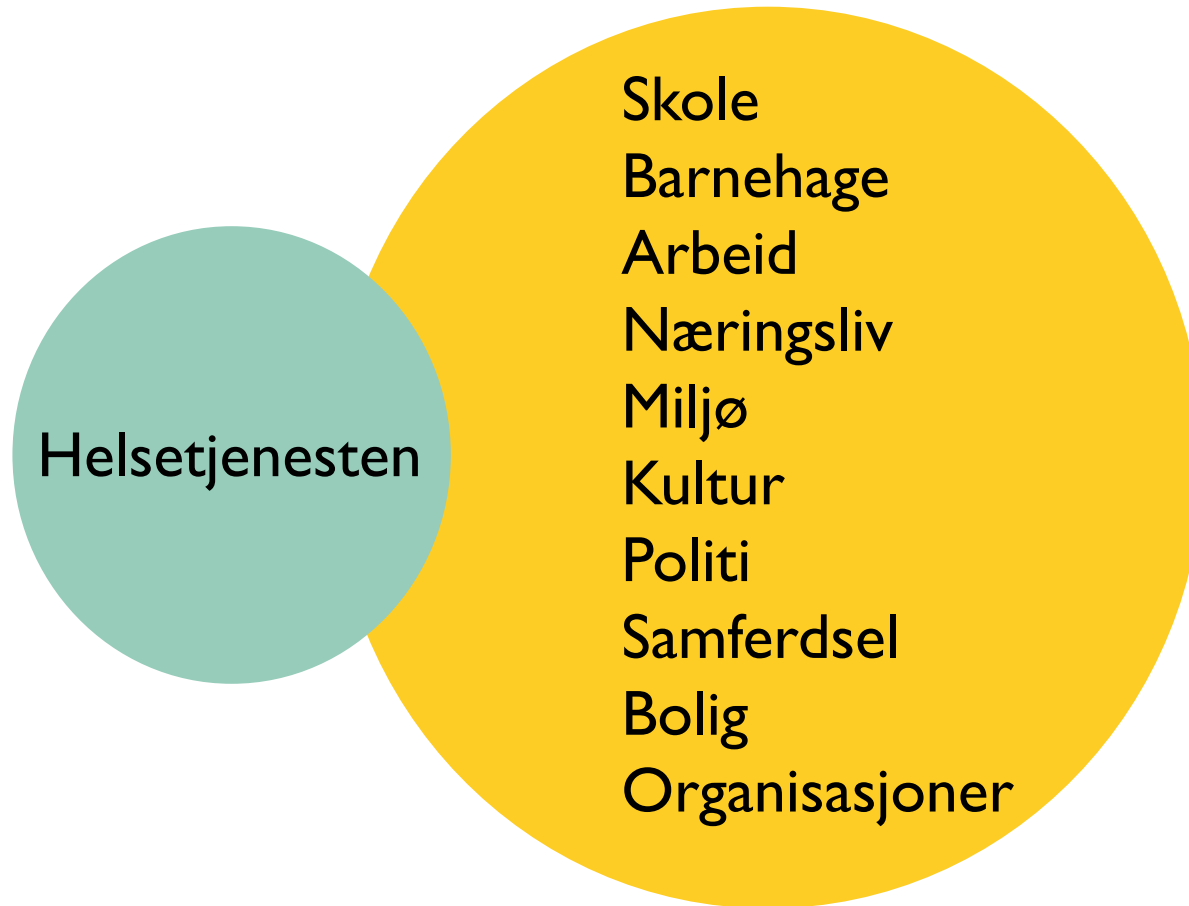 Helsetjenesten
Skole
Barnehage
Arbeid
Næringsliv
Miljø
Kultur
Politi
Samferdsel
Bolig
Organisasjoner